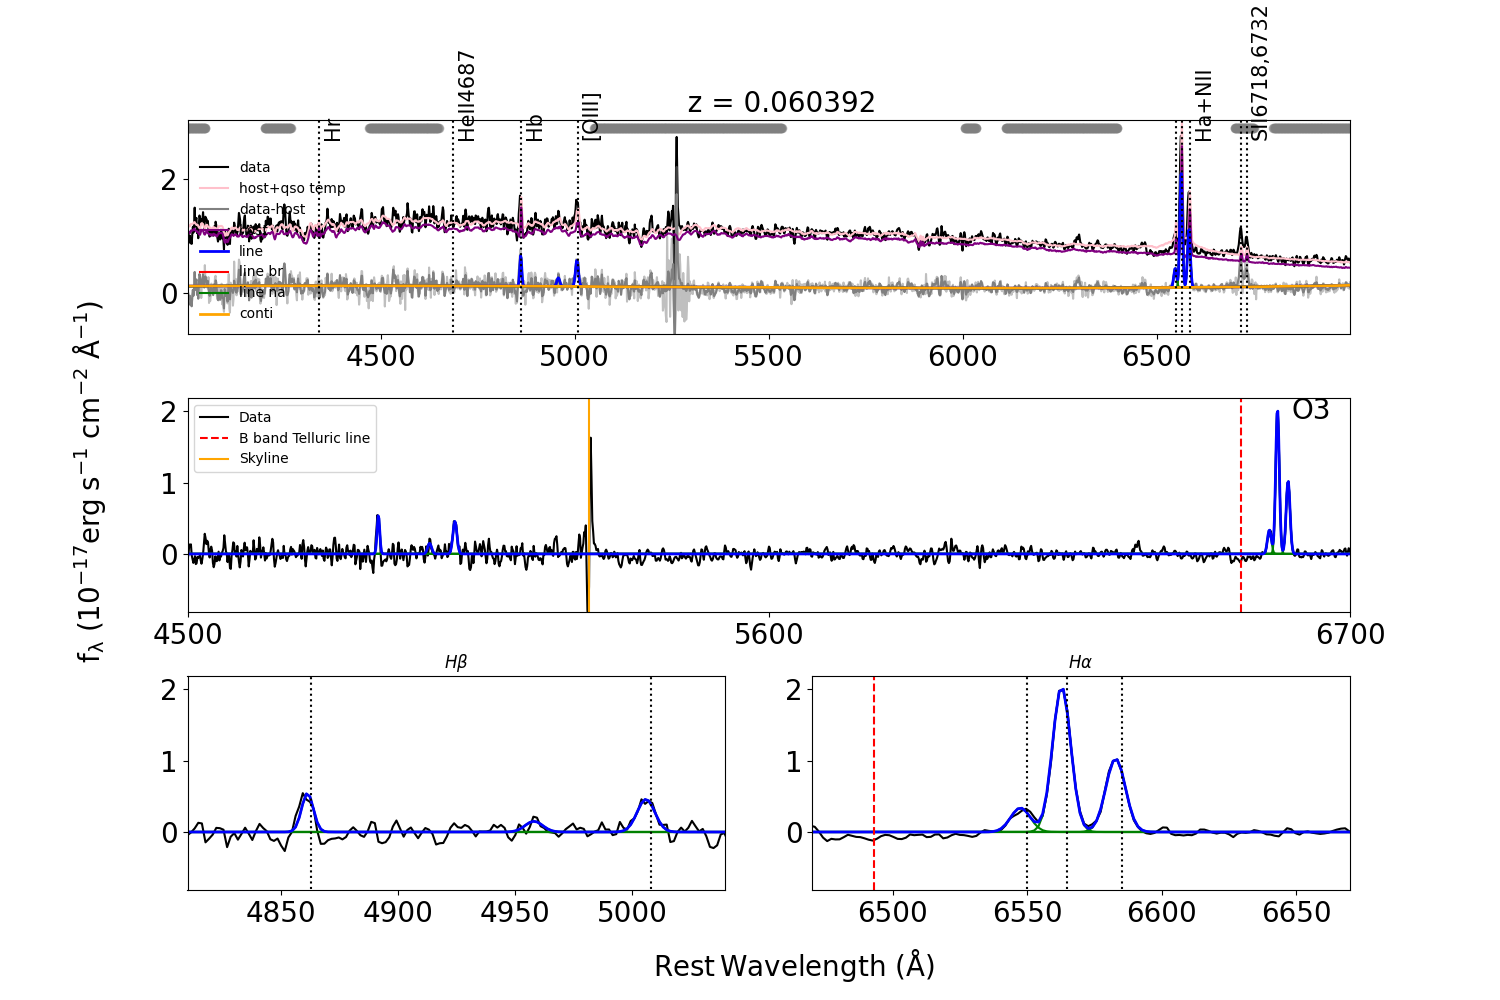 z = 0.060392
Hr
HeII4687
Hb
[OIII]
Ha+NII
SII6718,6732
2
0
data
host+qso temp
data-host
line
line br
line na
conti
4500 5000 5500 6000 6500
fλ (10⁻¹⁷erg s⁻¹ cm⁻² Å⁻¹)
2
1
0
Data
B band Telluric line
Skyline
O3
4500 5600 6700
Hβ
2
1
0
4850 4900 4950 5000
Hα
2
1
0
6500 6550 6600 6650
Rest Wavelength (Å)